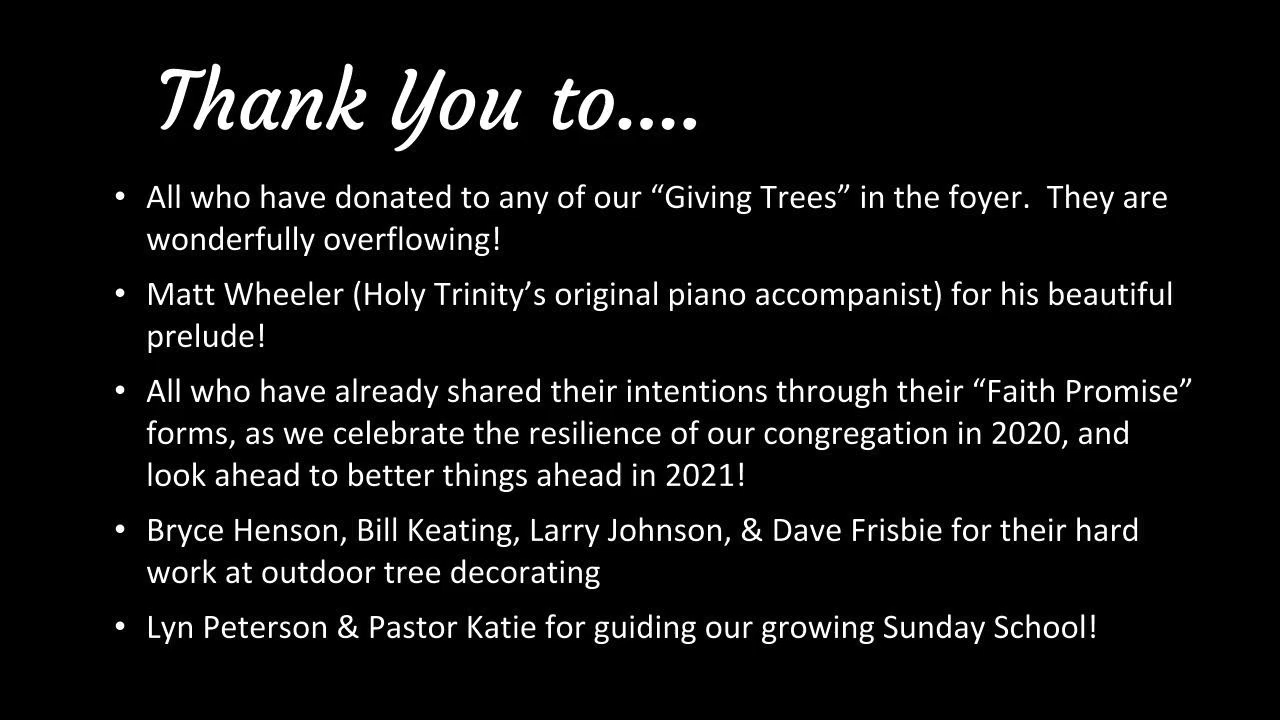 Thank You to....
• All who have donated to any of our “Giving Trees” in the foyer.  They are
wonderfully overflowing!
• Matt Wheeler (Holy Trinity’s original piano accompanist) for his beautiful
prelude!
• All who have already shared their intentions through their “Faith Promise”
forms, as we celebrate the resilience of our congregation in 2020, and
look ahead to better things ahead in 2021!
• Bryce Henson, Bill Keating, Larry Johnson, & Dave Frisbie for their hard
work at outdoor tree decorating
• Lyn Peterson & Pastor Katie for guiding our growing Sunday School!